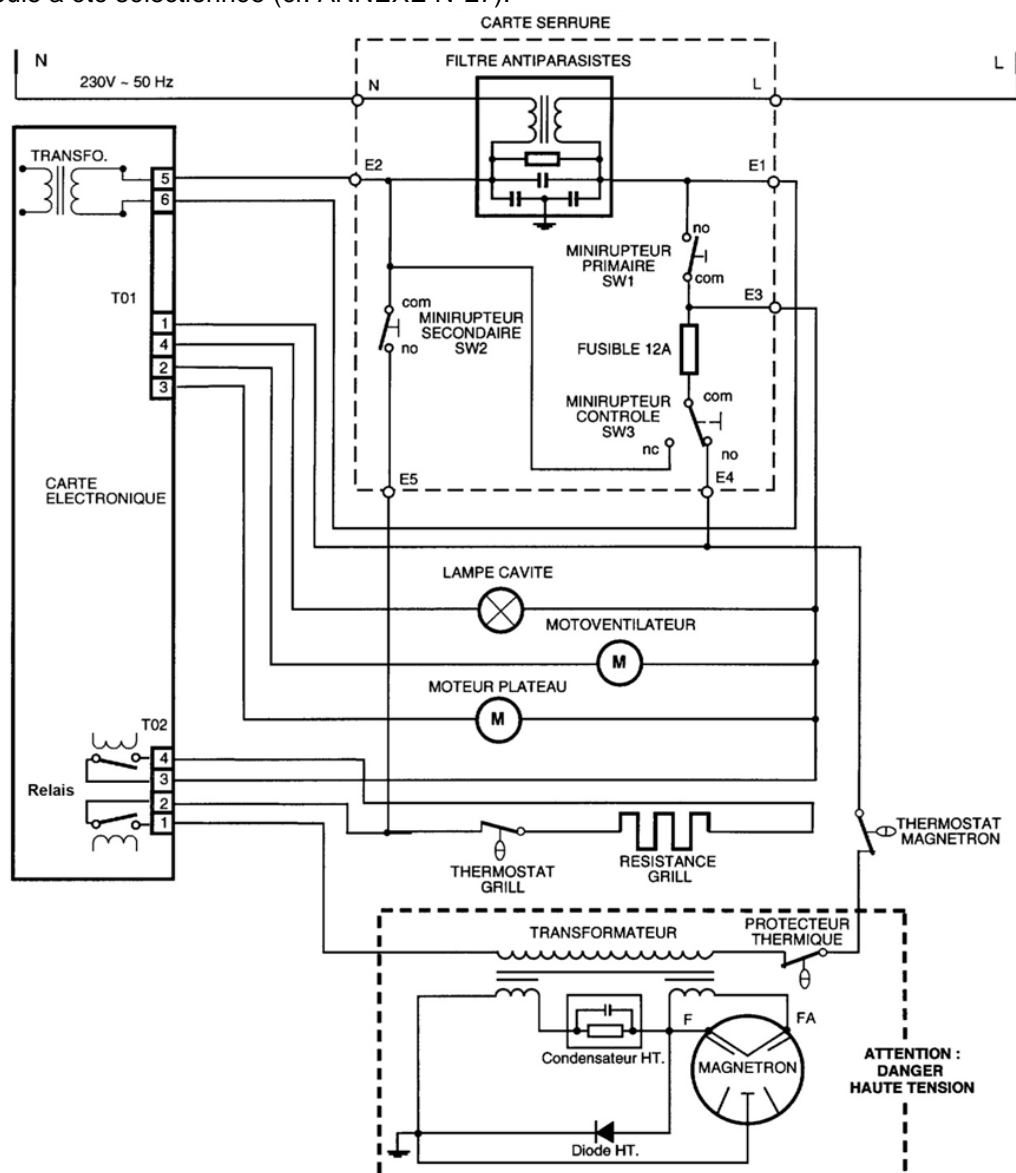 CARTE SERRURE
N
L
230V ~ 50 Hz
FILTRE ANTIPARASISTES
N
L
TRANSFO.
5
6
E2
E1
no
MINIRUPTEUR
PRIMAIRE
SW1
com
T01
E3
1
4
2
3
com
MINIRUPTEUR
SECONDAIRE
SW2
no
FUSIBLE 12A
MINIRUPTEUR
CONTROLE
SW3
com
nc
no
CARTE
ELECTRONIQUE
E5
E4
LAMPE CAVITE
MOTOVENTILATEUR
M
MOTEUR PLATEAU
M
T02
4
3
2
1
Relais
THERMOSTAT
MAGNETRON
THERMOSTAT
GRILL
RESISTANCE
GRILL
TRANSFORMATEUR
PROTECTEUR
THERMIQUE
F
FA
Condensateur HT.
MAGNETRON
ATTENTION :
DANGER
HAUTE TENSION
Diode HT.